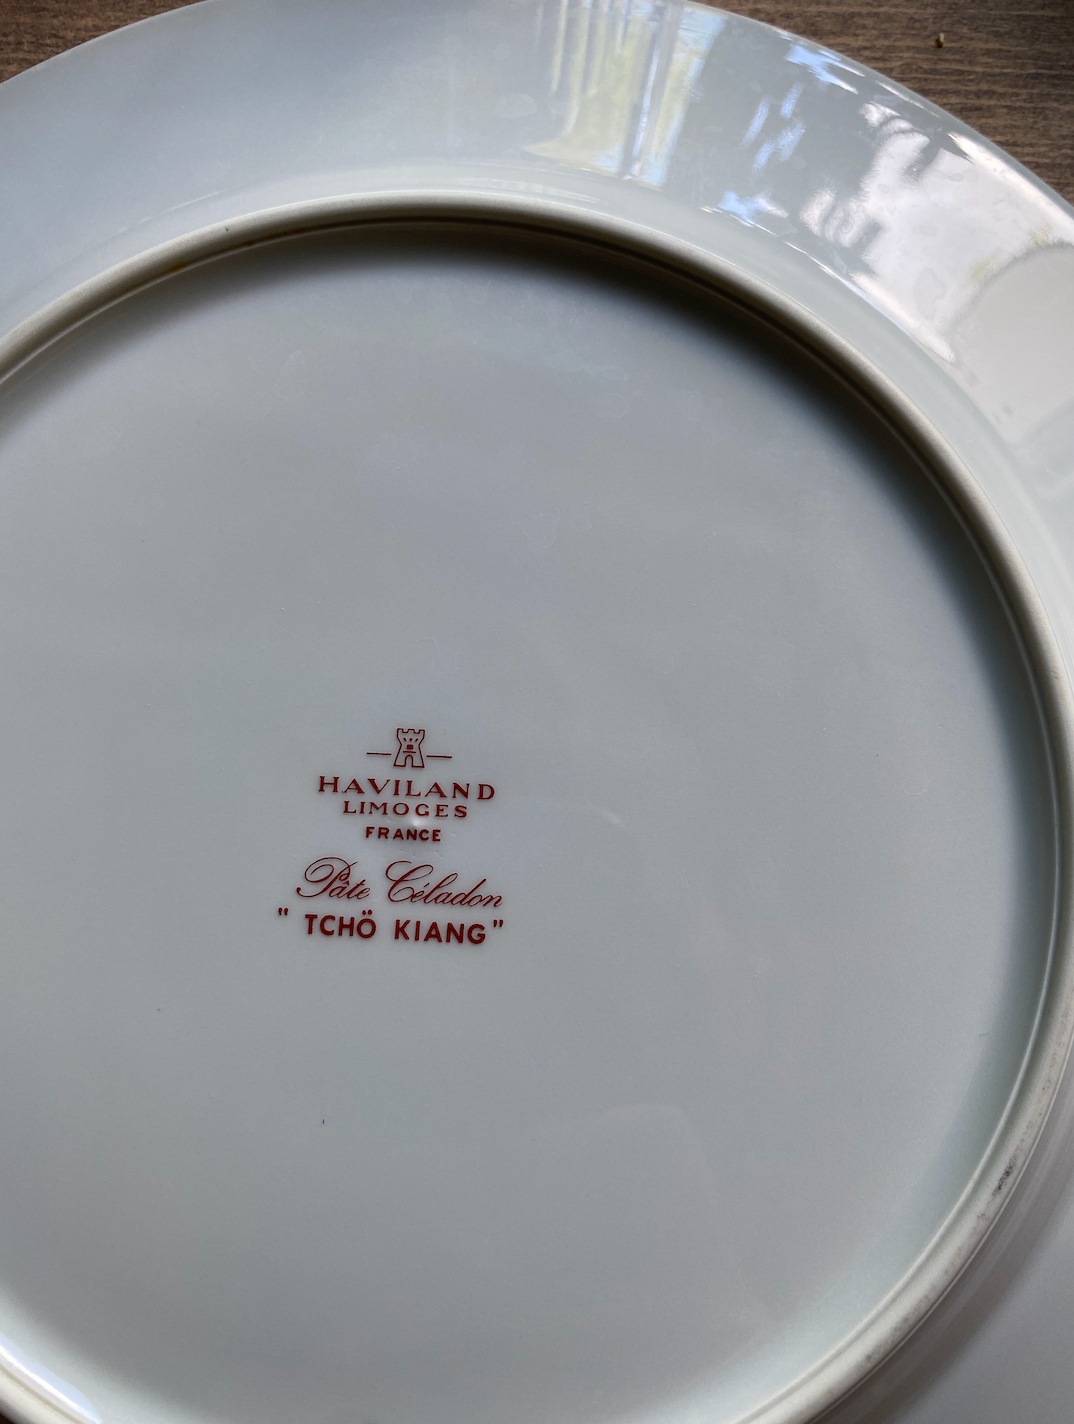 HAVILAND
LIMOGES
FRANCE
Pâte Céladon
" TCHÖ KIANG"